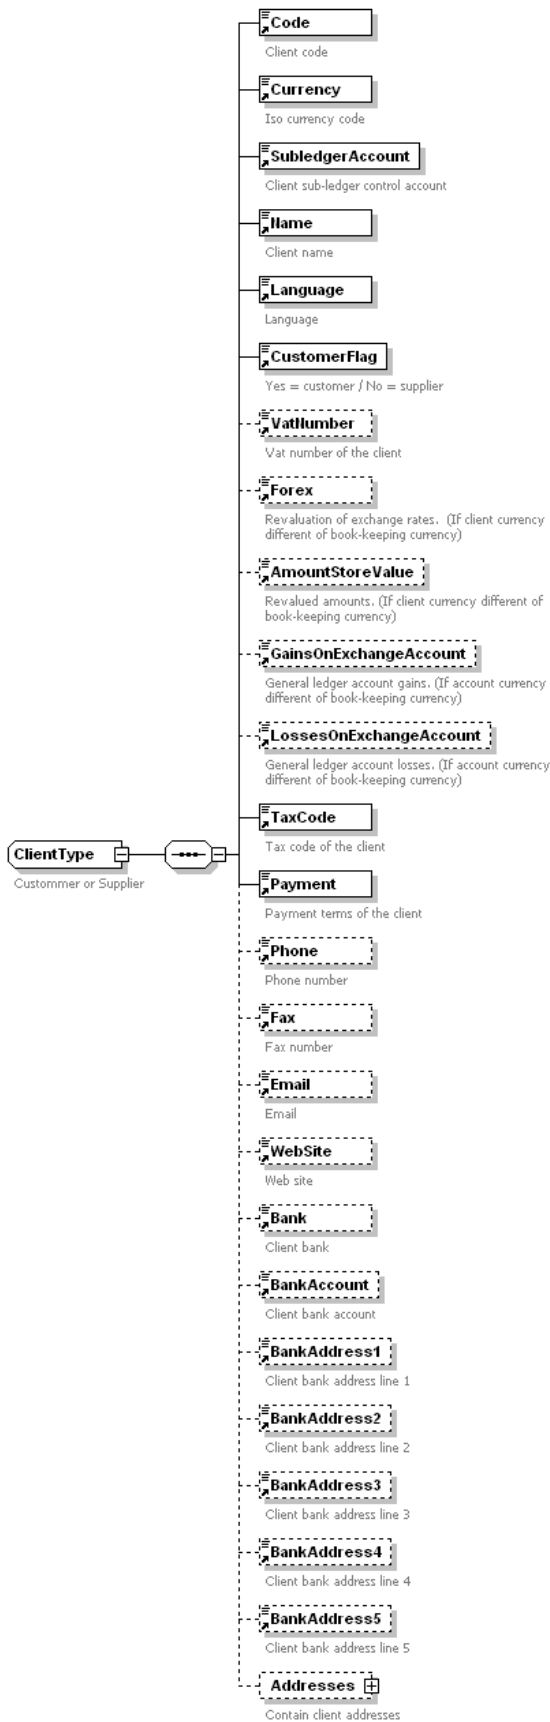 Code
Client code
Currency
Iso currency code
SubledgerAccount
Client sub-ledger control account
Name
Client name
Language
Language
CustomerFlag
Yes = customer / No = supplier
VatNumber
Vat number of the client
Forex
Revaluation of exchange rates. (If client currency
different of book-keeping currency)
AmountStoreValue
Revalued amounts. (If client currency different of
book-keeping currency)
GainsOnExchangeAccount
General ledger account gains. (If account currency
different of book-keeping currency)
LossesOnExchangeAccount
General ledger account losses. (If account currency
different of book-keeping currency)
TaxCode
Tax code of the client
ClientType
Custommer or Supplier
Payment
Payment terms of the client
Phone
Phone number
Fax
Fax number
Email
Email
WebSite
Web site
Bank
Client bank
BankAccount
Client bank account
BankAddress1
Client bank address line 1
BankAddress2
Client bank address line 2
BankAddress3
Client bank address line 3
BankAddress4
Client bank address line 4
BankAddress5
Client bank address line 5
Addresses
Contain client addresses